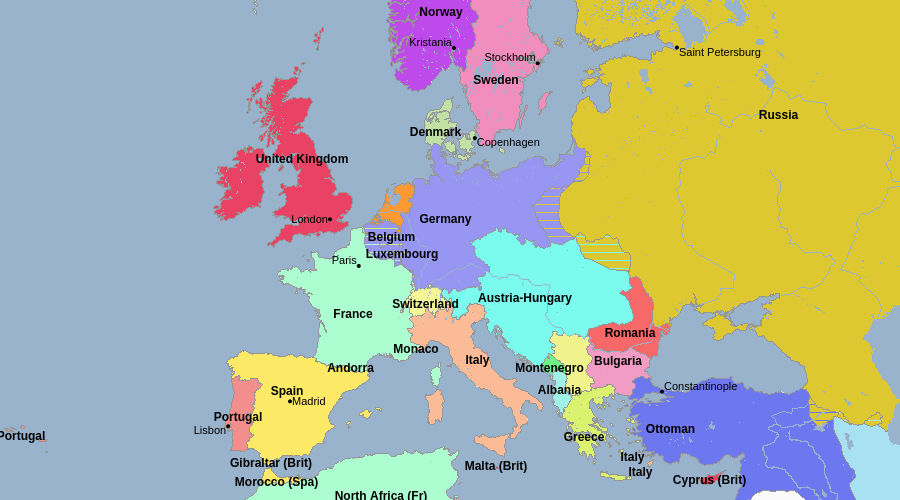 Norway
Kristania
Stockholm
Saint Petersburg
Sweden
Russia
Denmark
Copenhagen
United Kingdom
London
Germany
Belgium
Luxembourg
Paris
Switzerland
Austria-Hungary
France
Romania
Monaco
Italy
Bulgaria
Andorra
Montenegro
Constantinople
Spain
Albania
Madrid
Portugal
Lisbon
Ottoman
Portugal
Greece
Italy
Gibraltar (Brit)
Malta (Brit)
Italy
Morocco (Spa)
Cyprus (Brit)
North Africa (Fr)